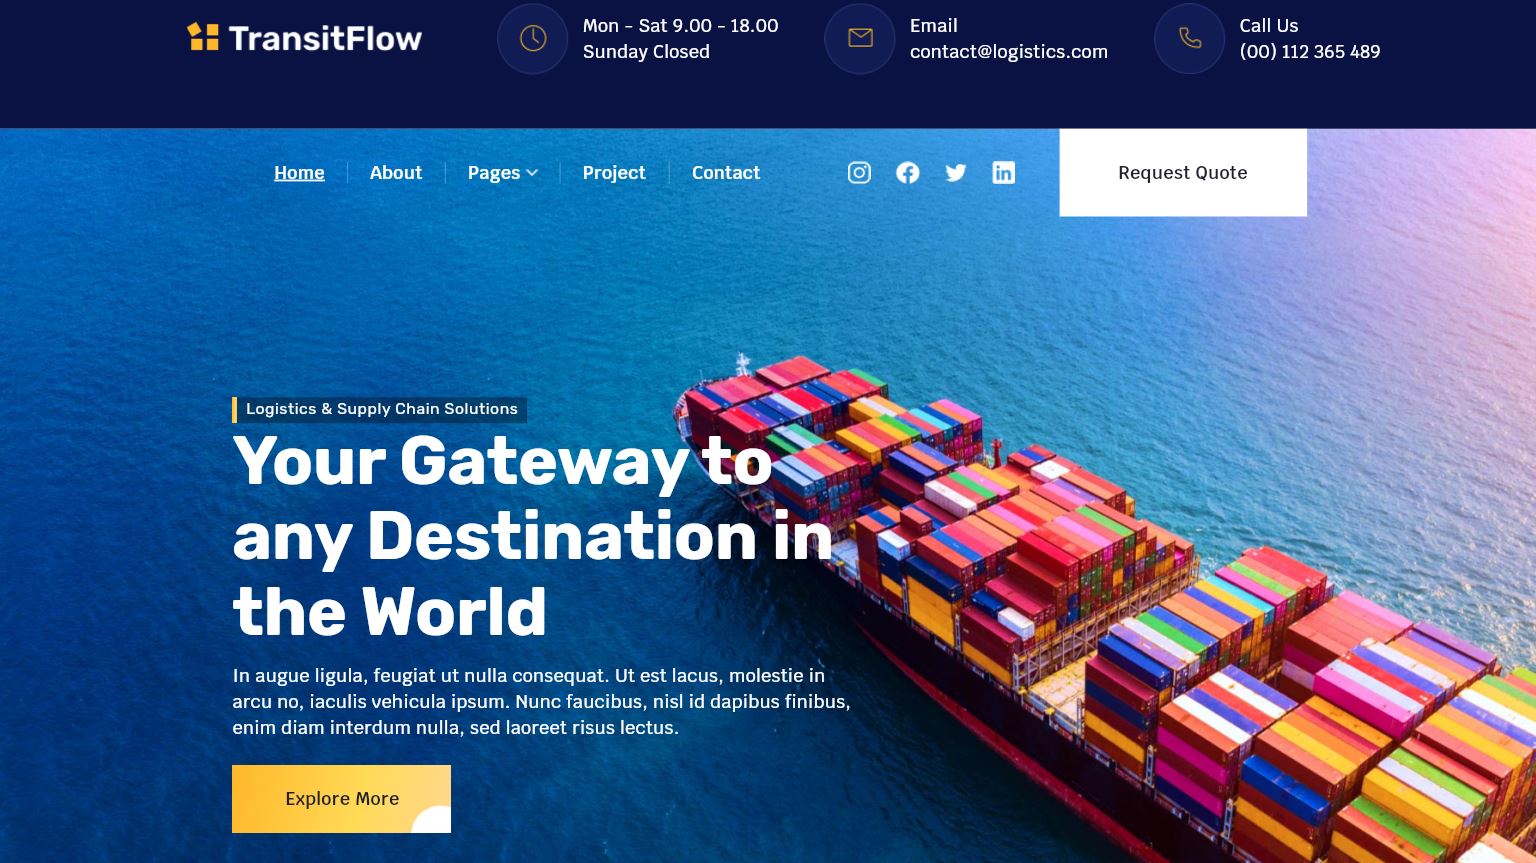 TransitFlow
Mon - Sat 9.00 - 18.00
Sunday Closed
Email
contact@logistics.com
Call Us
(00) 112 365 489
Home
About
Pages
Project
Contact
Request Quote
Logistics & Supply Chain Solutions
Your Gateway to
any Destination in
the World
In augue ligula, feugiat ut nulla consequat. Ut est lacus, molestie in
arcu no, iaculis vehicula ipsum. Nunc faucibus, nisl id dapibus finibus,
enim diam interdum nulla, sed laoreet risus lectus.
Explore More